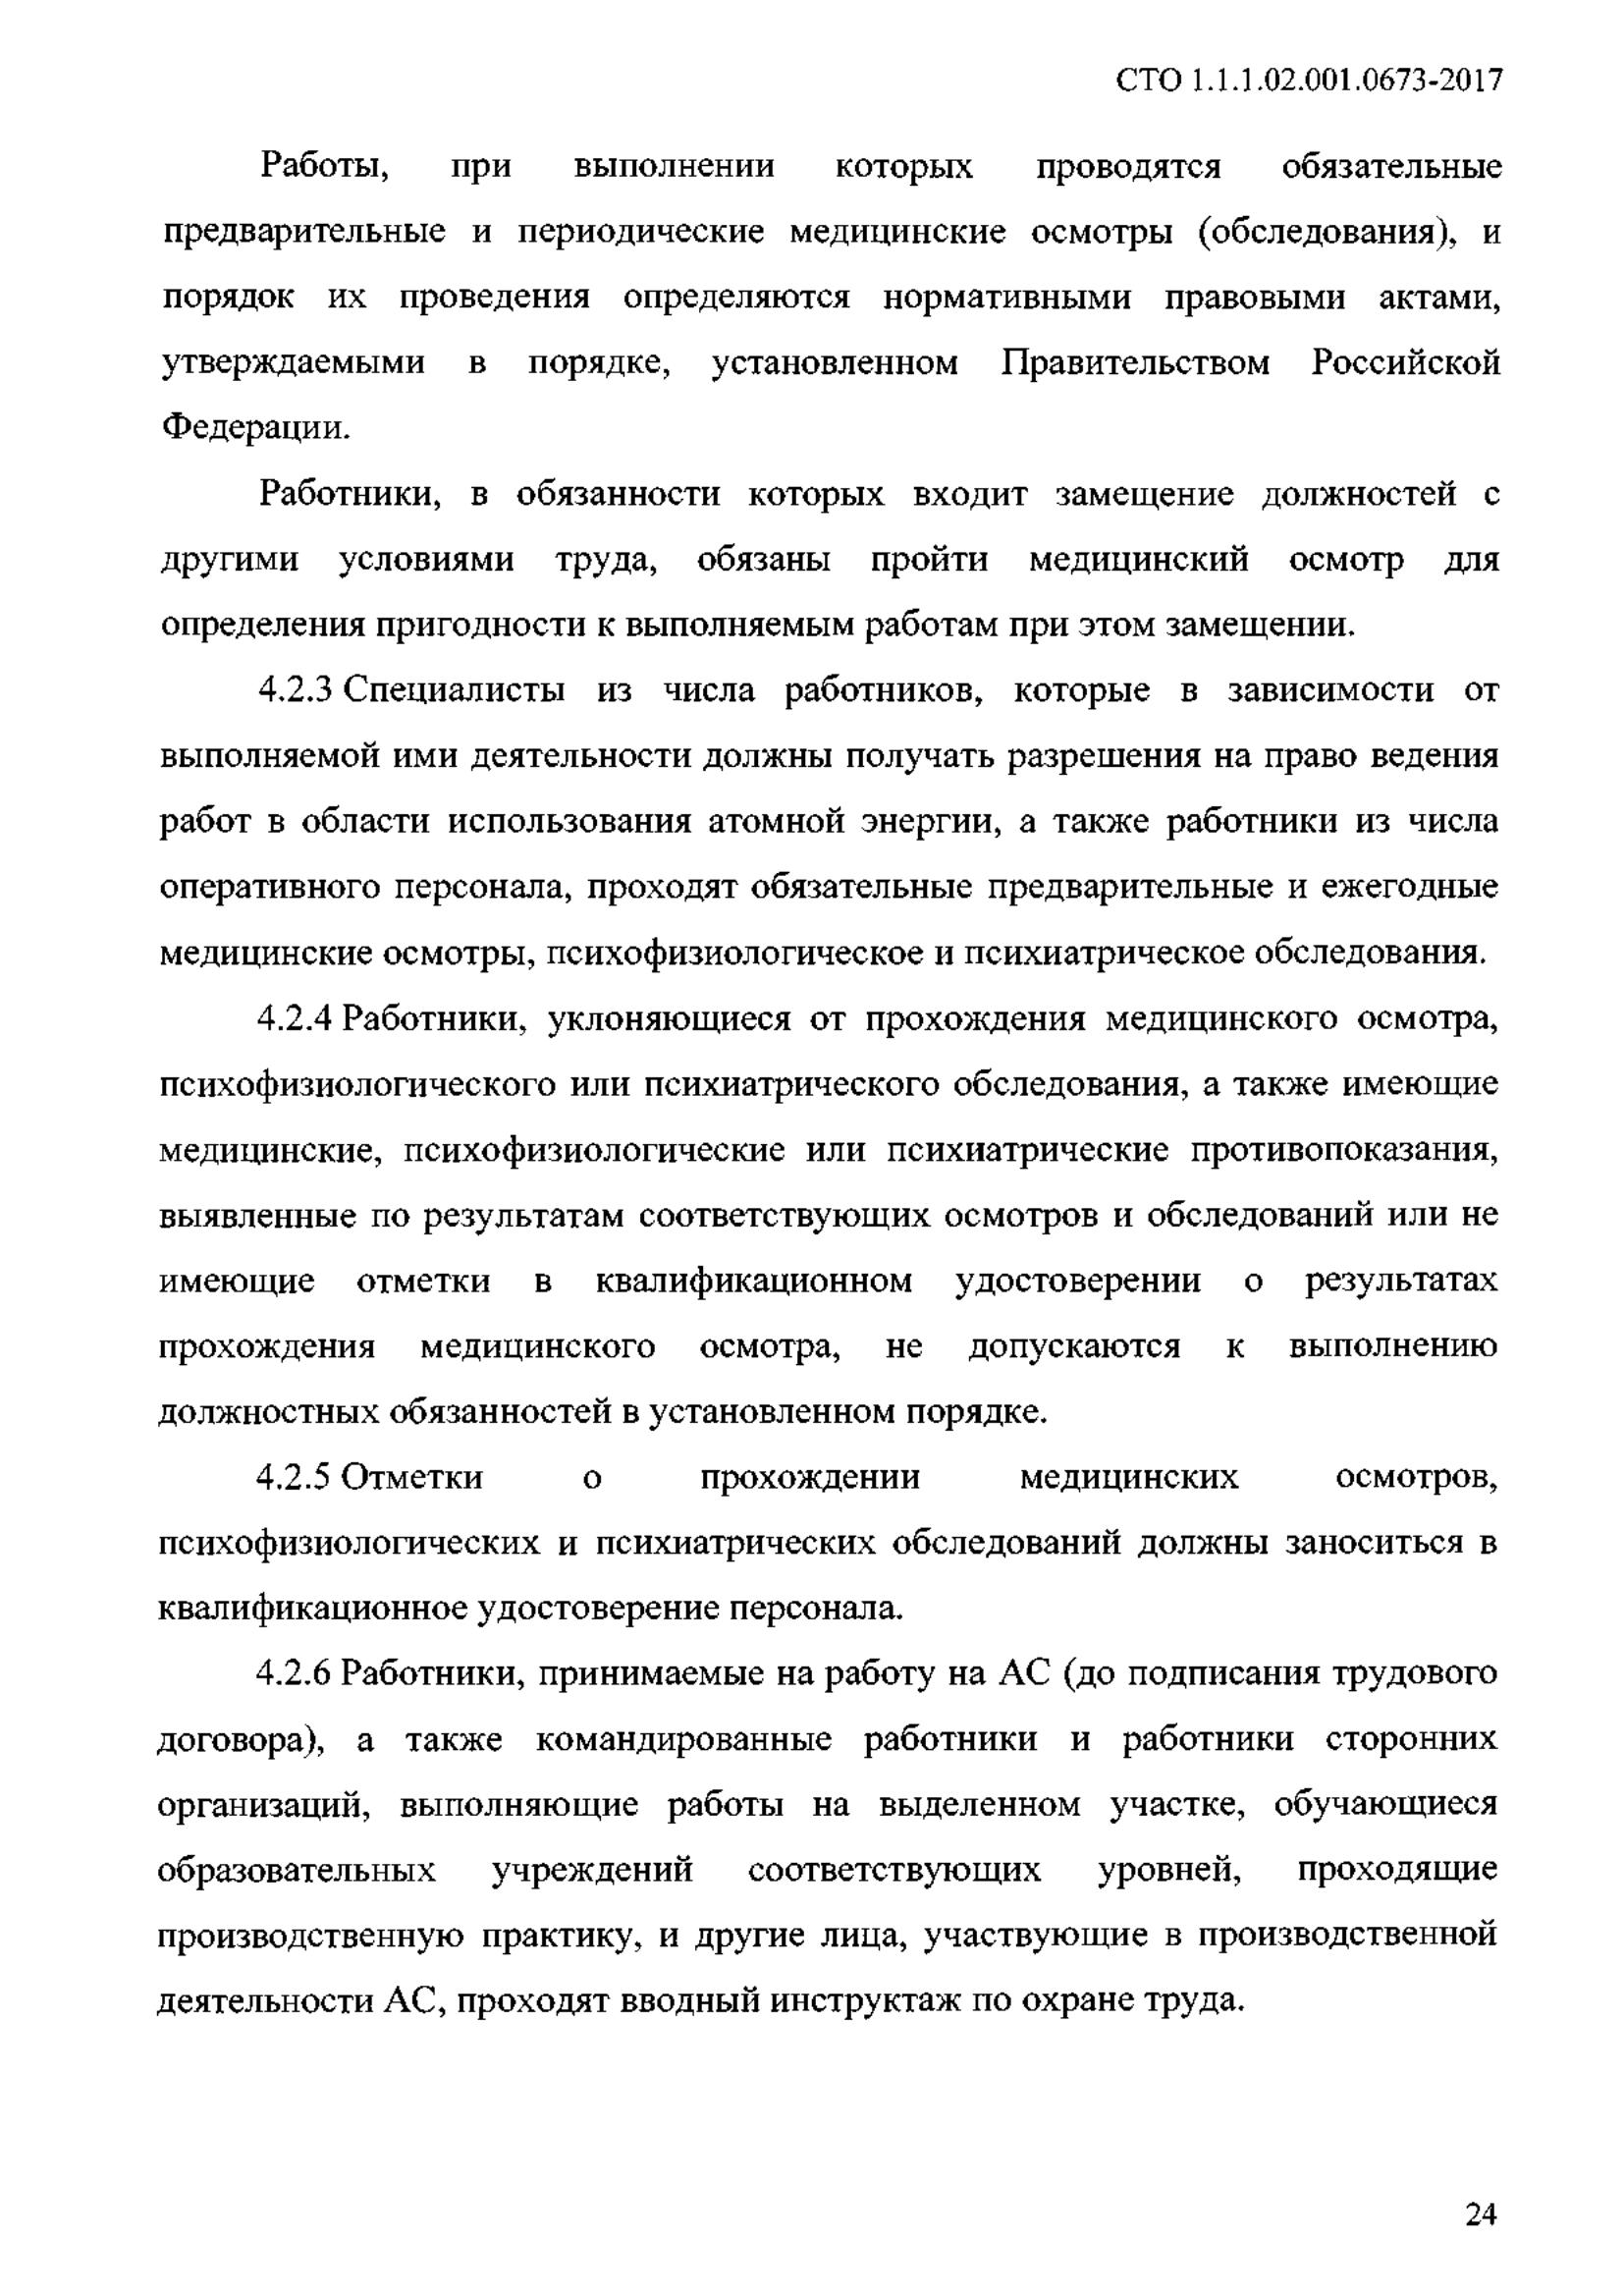 СТО 1.1.1.02.001.0673-2017
Работы, при выполнении которых проводятся обязательные
предварительные и периодические медицинские осмотры (обследования), и
порядок их проведения определяются нормативными правовыми актами,
утверждаемыми в порядке, установленном Правительством Российской
Федерации.
Работники, в обязанности которых входит замещение должностей с
другими условиями труда, обязаны пройти медицинский осмотр для
определения пригодности к выполняемым работам при этом замещении.
4.2.3 Специалисты из числа работников, которые в зависимости от
выполняемой ими деятельности должны получать разрешения на право ведения
работ в области использования атомной энергии, а также работники из числа
оперативного персонала, проходят обязательные предварительные и ежегодные
медицинские осмотры, психофизиологическое и психиатрическое обследования.
4.2.4 Работники, уклоняющиеся от прохождения медицинского осмотра,
психофизиологического или психиатрического обследования, а также имеющие
медицинские, психофизиологические или психиатрические противопоказания,
выявленные по результатам соответствующих осмотров и обследований или не
имеющие отметки в квалификационном удостоверении о результатах
прохождения медицинского осмотра, не допускаются к выполнению
должностных обязанностей в установленном порядке.
4.2.5 Отметки о прохождении медицинских осмотров,
психофизиологических и психиатрических обследований должны заноситься в
квалификационное удостоверение персонала.
4.2.6 Работники, принимаемые на работу на АС (до подписания трудового
договора), а также командированные работники и работники сторонних
организаций, выполняющие работы на выделенном участке, обучающиеся
образовательных учреждений соответствующих уровней, проходящие
производственную практику, и другие лица, участвующие в производственной
деятельности АС, проходят вводный инструктаж по охране труда.
24